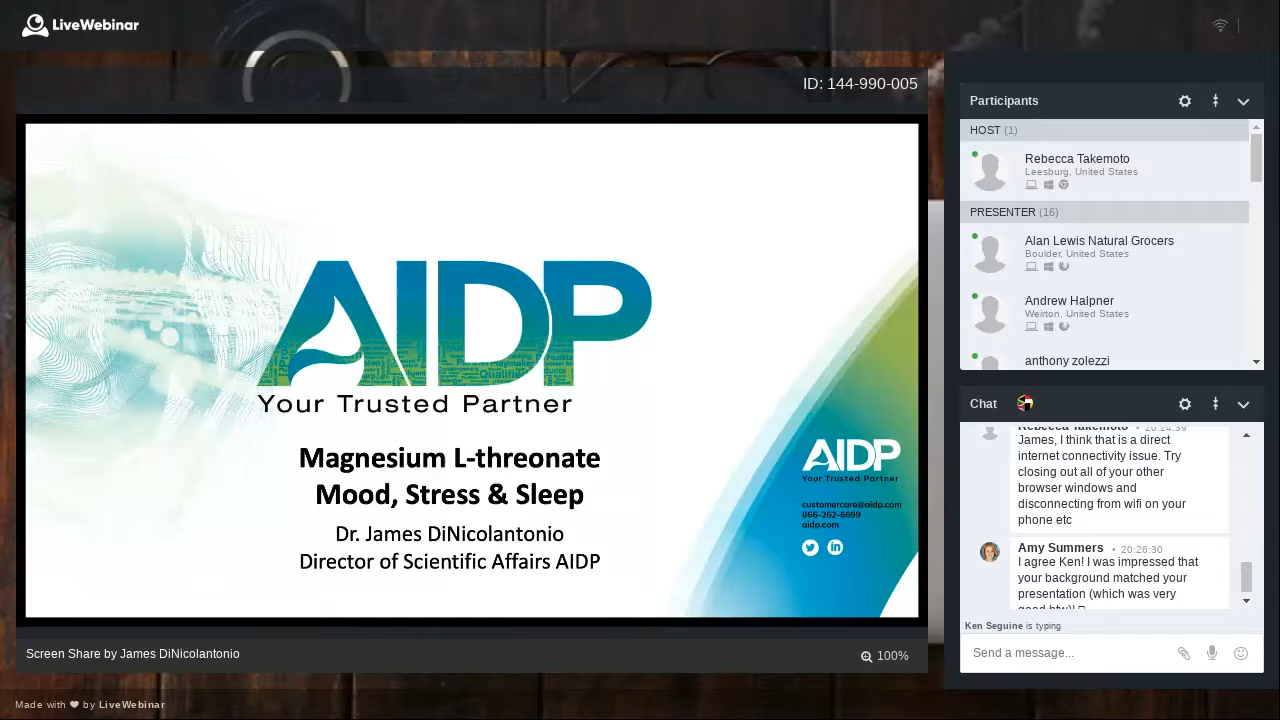 LiveWebinar
ID: 144-990-005
AIDP
Your Trusted Partner
Magnesium L-threonate
Mood, Stress & Sleep
Dr. James DiNicolantonio
Director of Scientific Affairs AIDP
AIDP
Your Trusted Partner
customercare@aidp.com
866-262-6699
aidp.com
Screen Share by James DiNicolantonio
100%
Participants
HOST (1)
Rebecca Takemoto
Leesburg, United States
PRESENTER (16)
Alan Lewis Natural Grocers
Boulder, United States
Andrew Halpner
Weirton, United States
anthony zolezzi
Chat
Rebecca Takemoto • 20:24:39
James, I think that is a direct
internet connectivity issue. Try
closing out all of your other
browser windows and
disconnecting from wifi on your
phone etc
Amy Summers • 20:26:30
I agree Ken! I was impressed that
your background matched your
presentation (which was very
good btw)!
Ken Seguine is typing
Send a message...
Made with ❤ by LiveWebinar